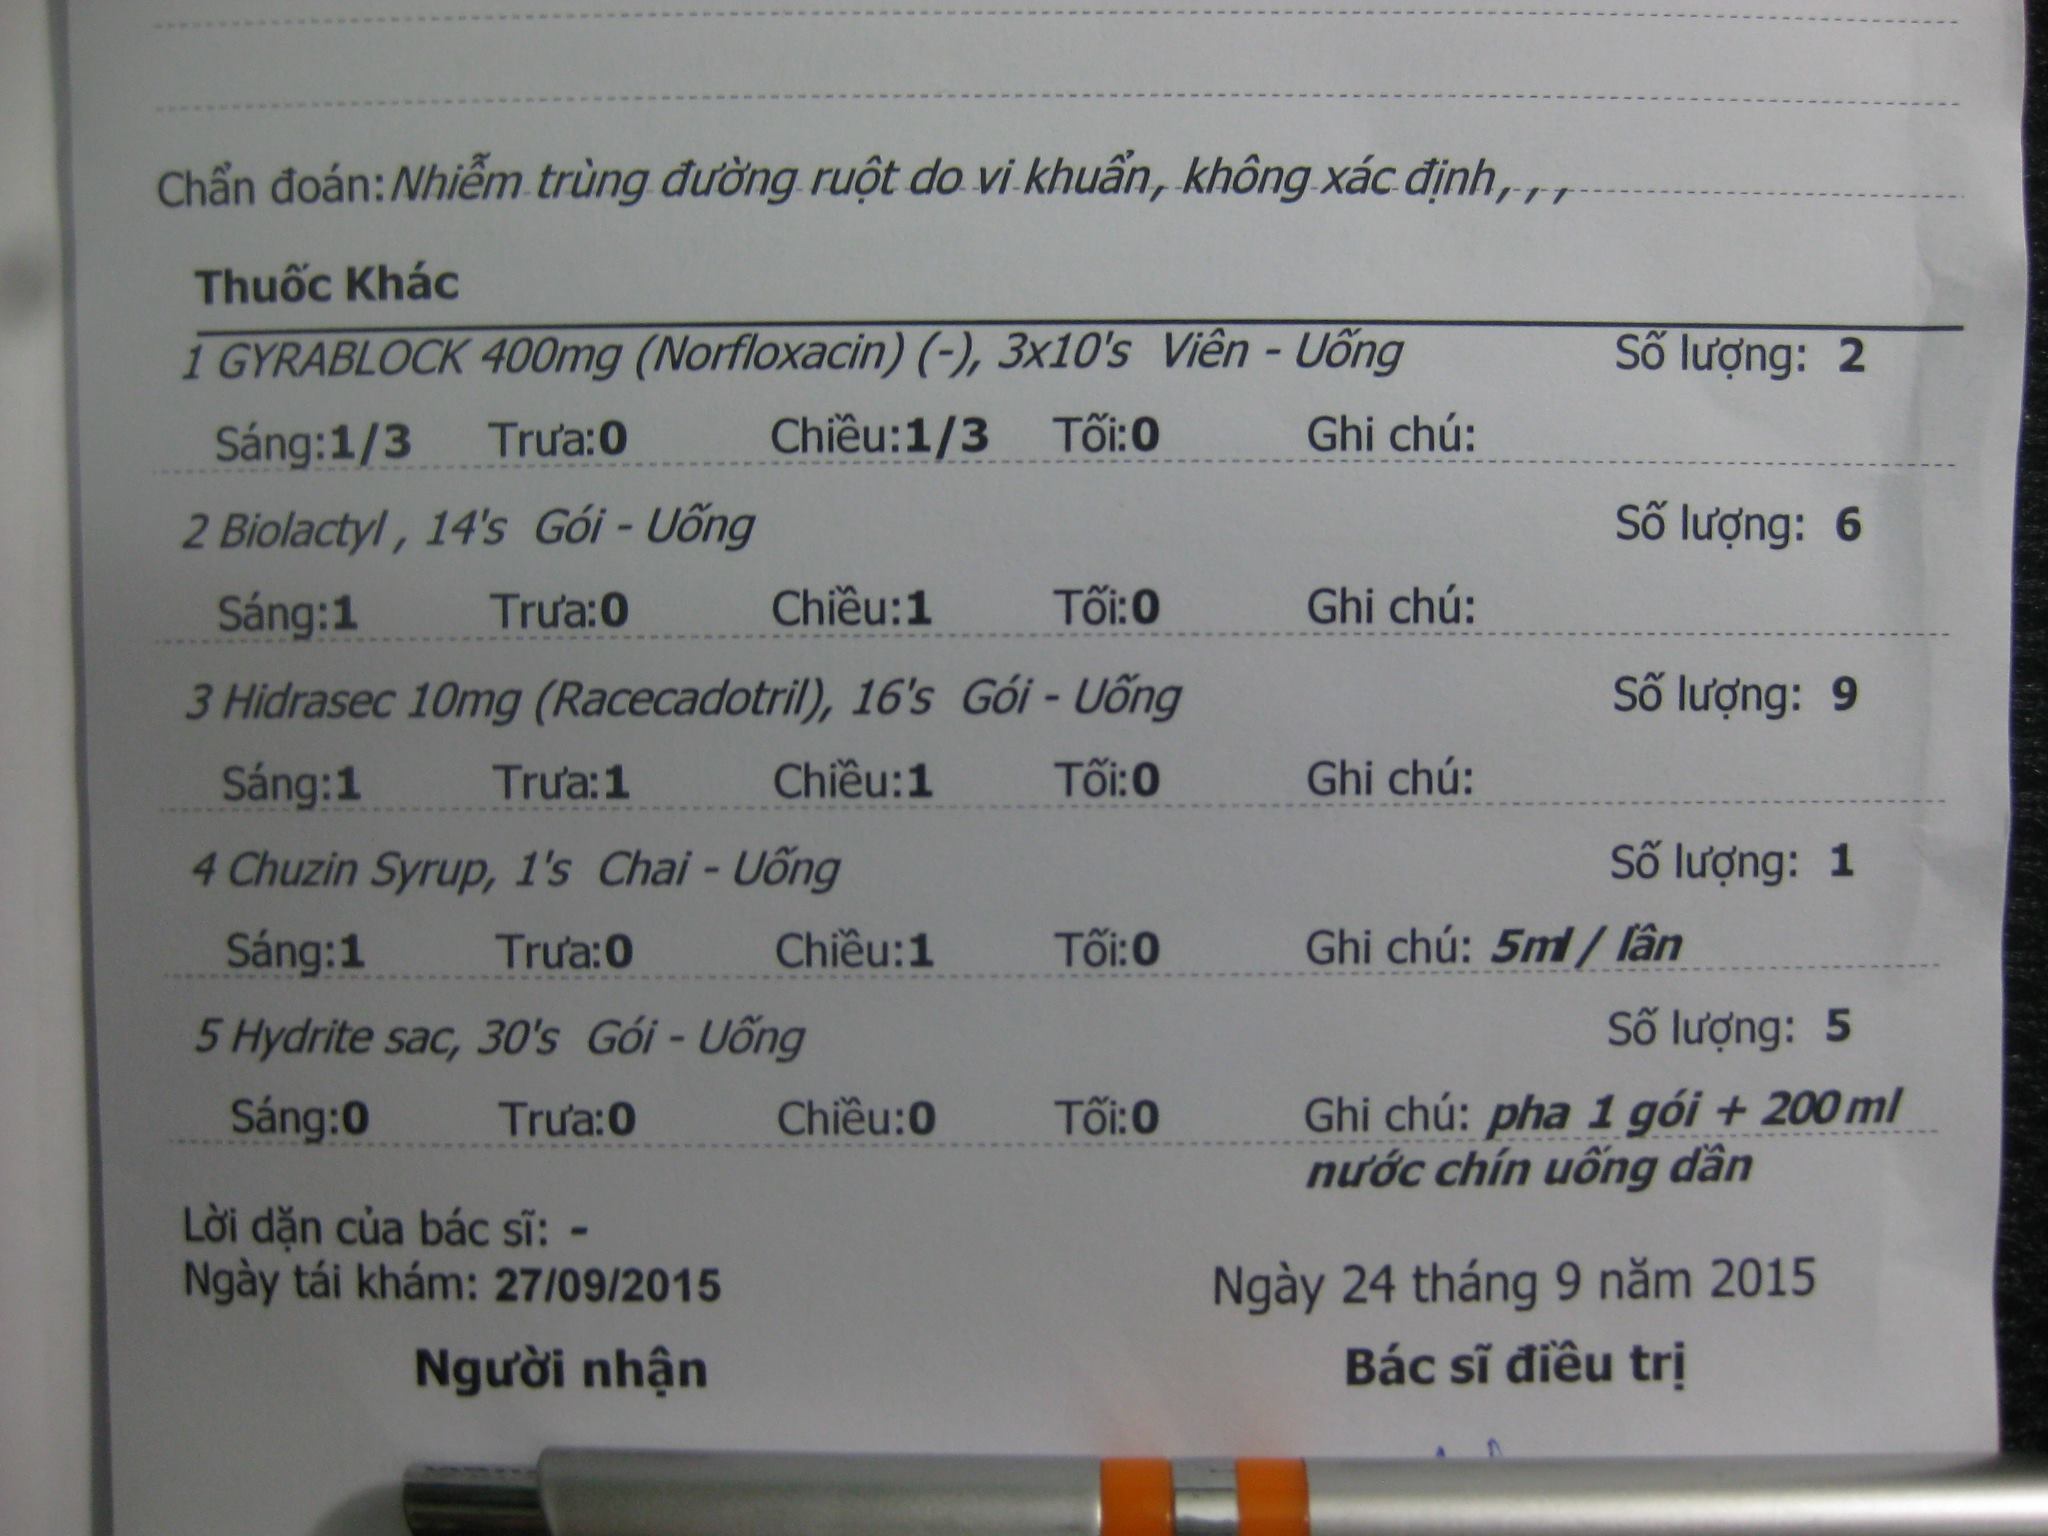 Chẩn đoán: Nhiễm trùng đường ruột do vi khuẩn, không xác định, , ,
Thuốc Khác
1 GYRABLOCK 400mg (Norfloxacin) (-), 3x10's Viên - Uống Số lượng: 2
Sáng:1/3 Trưa:0 Chiều:1/3 Tối:0 Ghi chú:
2 Biolactyl , 14's Gói - Uống Số lượng: 6
Sáng:1 Trưa:0 Chiều:1 Tối:0 Ghi chú:
3 Hidrasec 10mg (Racecadotril), 16's Gói - Uống Số lượng: 9
Sáng:1 Trưa:1 Chiều:1 Tối:0 Ghi chú:
4 Chuzin Syrup, 1's Chai - Uống Số lượng: 1
Sáng:1 Trưa:0 Chiều:1 Tối:0 Ghi chú: 5ml / lần
5 Hydrite sac, 30's Gói - Uống Số lượng: 5
Sáng:0 Trưa:0 Chiều:0 Tối:0 Ghi chú: pha 1 gói + 200 ml
nước chín uống dần
Lời dặn của bác sĩ: -
Ngày tái khám: 27/09/2015 Ngày 24 tháng 9 năm 2015
Người nhận Bác sĩ điều trị